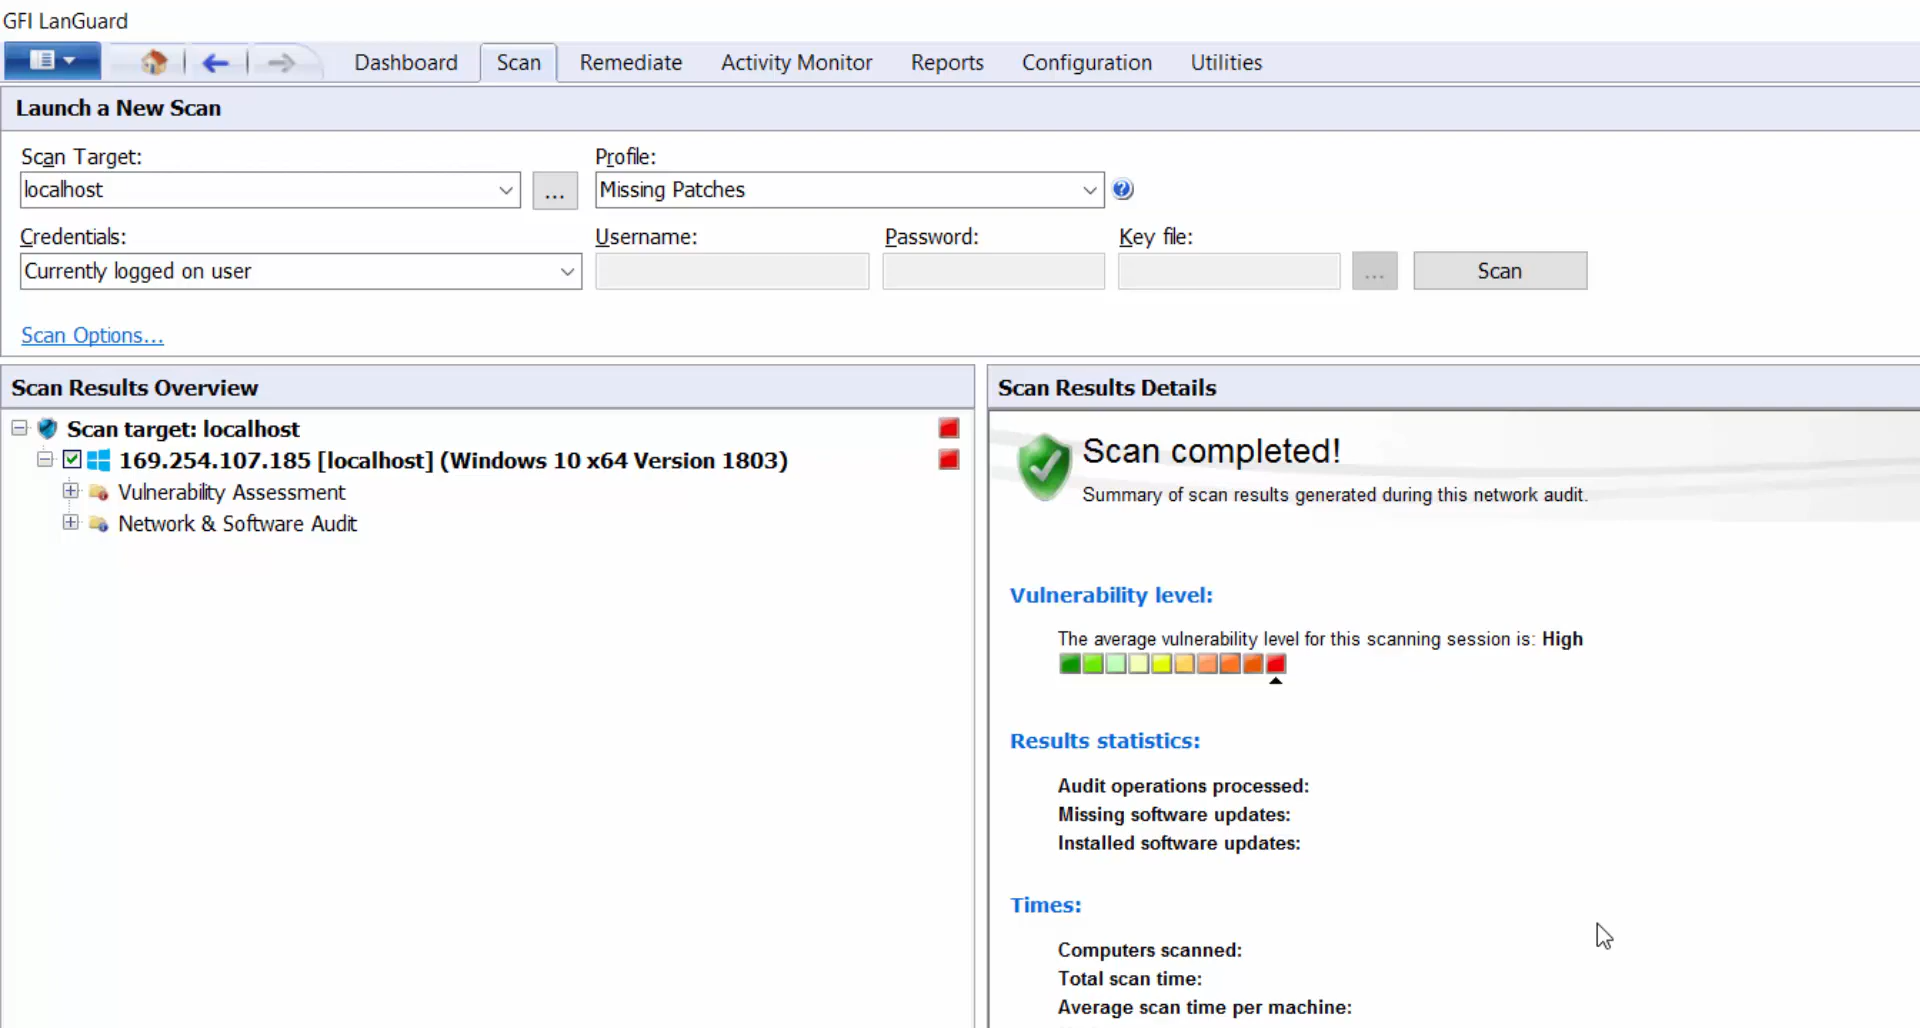 GFI LanGuard
Dashboard Scan Remediate Activity Monitor Reports Configuration Utilities
Launch a New Scan
Scan Target: Profile:
localhost ... Missing Patches
Credentials: Username: Password: Key file:
Currently logged on user ... Scan
Scan Options...
Scan Results Overview
Scan target: localhost
169.254.107.185 [localhost] (Windows 10 x64 Version 1803)
Vulnerability Assessment
Network & Software Audit
Scan Results Details
Scan completed!
Summary of scan results generated during this network audit.
Vulnerability level:
The average vulnerability level for this scanning session is: High
Results statistics:
Audit operations processed:
Missing software updates:
Installed software updates:
Times:
Computers scanned:
Total scan time:
Average scan time per machine: